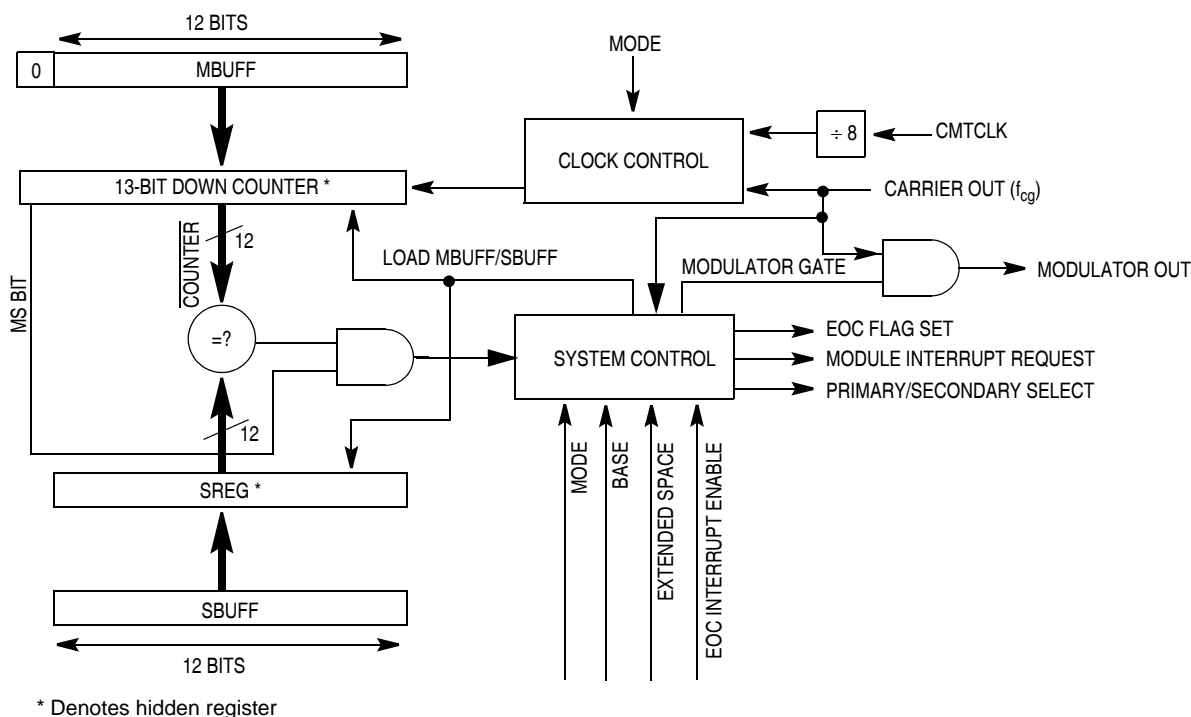 12 BITS
0
MBUFF
MODE
÷ 8
CMTCLK
CLOCK CONTROL
13-BIT DOWN COUNTER *
CARRIER OUT (fcg)
12
COUNTER
MS BIT
LOAD MBUFF/SBUFF
MODULATOR GATE
MODULATOR OUT
=?
SYSTEM CONTROL
EOC FLAG SET
MODULE INTERRUPT REQUEST
PRIMARY/SECONDARY SELECT
12
SREG *
MODE
BASE
EXTENDED SPACE
EOC INTERRUPT ENABLE
SBUFF
12 BITS
* Denotes hidden register